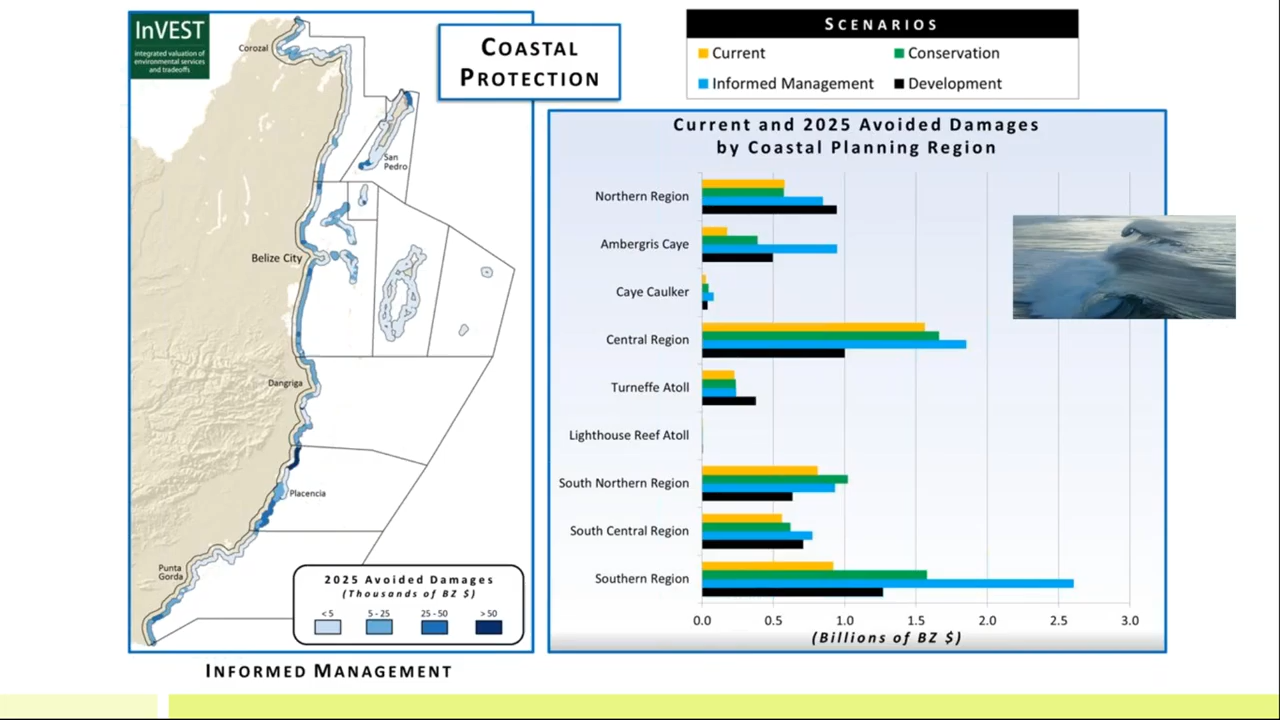 InVEST
integrated valuation of
environmental services
and tradeoffs
COASTAL
PROTECTION
Corozal
San
Pedro
Belize City
Dangriga
Placencia
Punta
Gorda
2025 Avoided Damages
(Thousands of BZ $)
< 5
5 - 25
25 - 50
> 50
INFORMED MANAGEMENT
SCENARIOS
Current
Conservation
Informed Management
Development
Current and 2025 Avoided Damages
by Coastal Planning Region
Northern Region
Ambergris Caye
Caye Caulker
Central Region
Turneffe Atoll
Lighthouse Reef Atoll
South Northern Region
South Central Region
Southern Region
0.0 0.5 1.0 1.5 2.0 2.5 3.0
(Billions of BZ $)